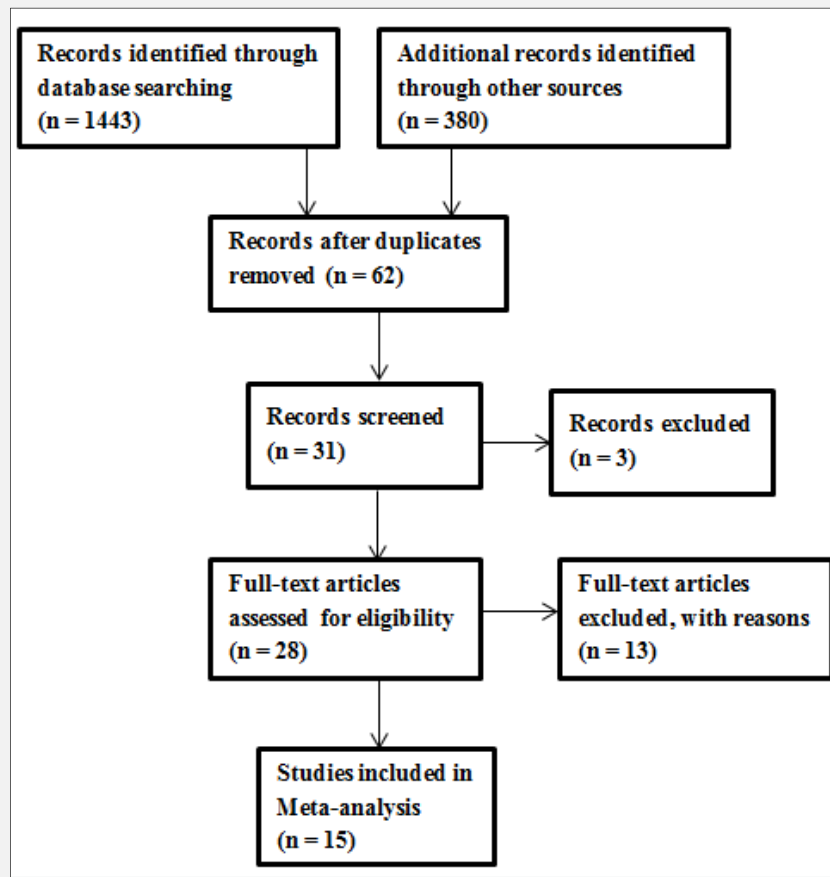 Records identified through
database searching
(n = 1443)
Additional records identified
through other sources
(n = 380)
Records after duplicates
removed (n = 62)
Records screened
(n = 31)
Records excluded
(n = 3)
Full-text articles
assessed for eligibility
(n = 28)
Full-text articles
excluded, with reasons
(n = 13)
Studies included in
Meta-analysis
(n = 15)